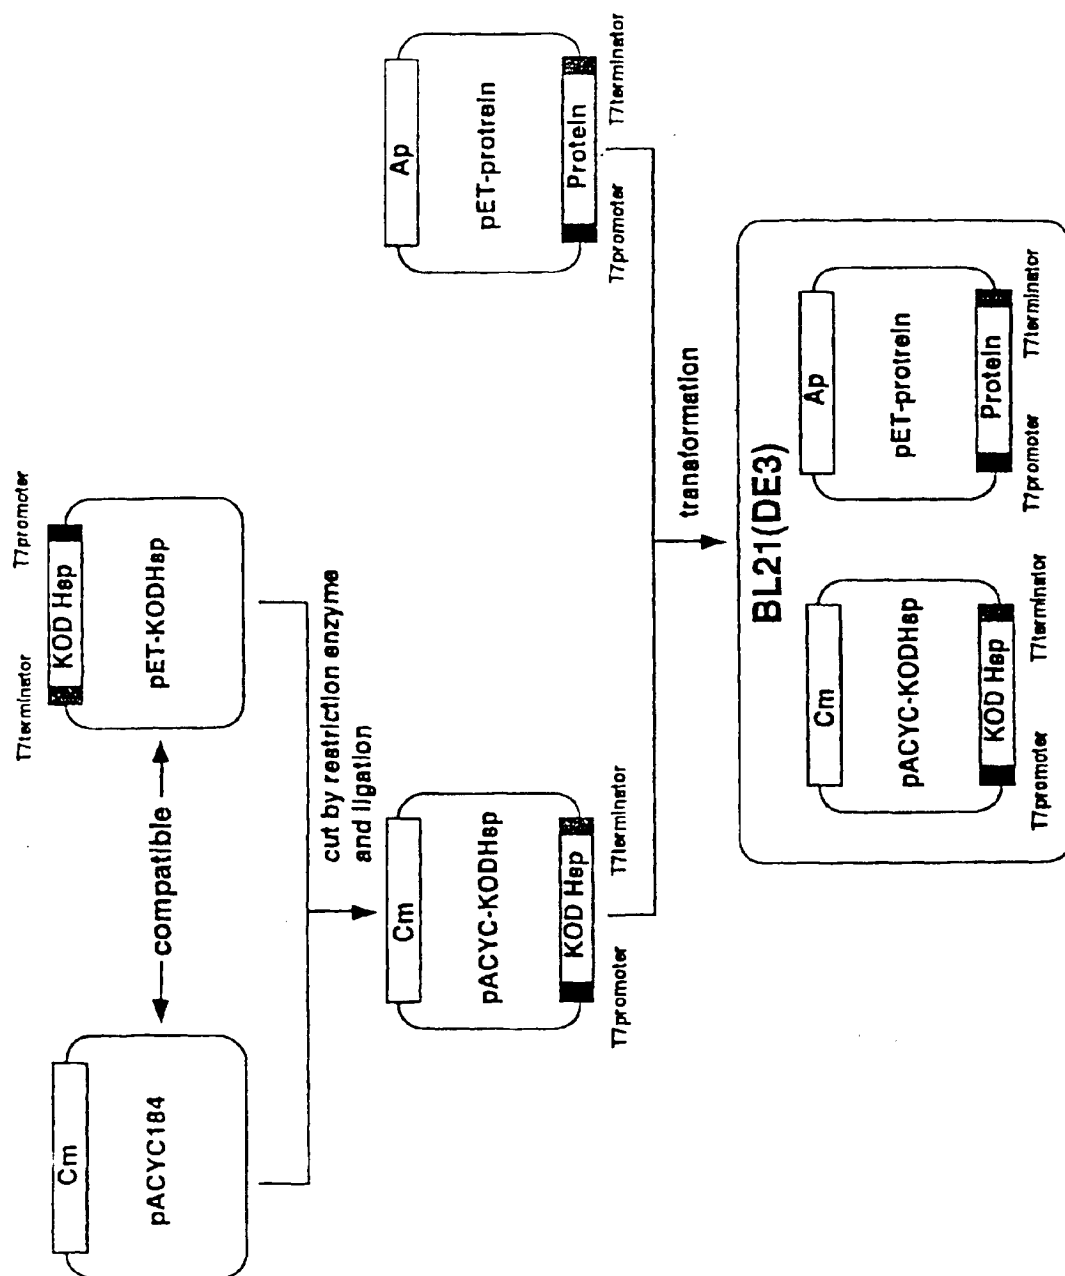 Cm
pACYC184
compatible
T7terminator
T7promoter
KOD Hsp
pET-KODHsp
cut by restriction enzyme
and ligation
Cm
pACYC-KODHsp
KOD Hsp
T7promoter
T7terminator
Ap
pET-protrein
Protein
T7promoter
T7terminator
transformation
BL21(DE3)
Cm
pACYC-KODHsp
KOD Hsp
T7promoter
T7terminator
Ap
pET-protrein
Protein
T7promoter
T7terminator